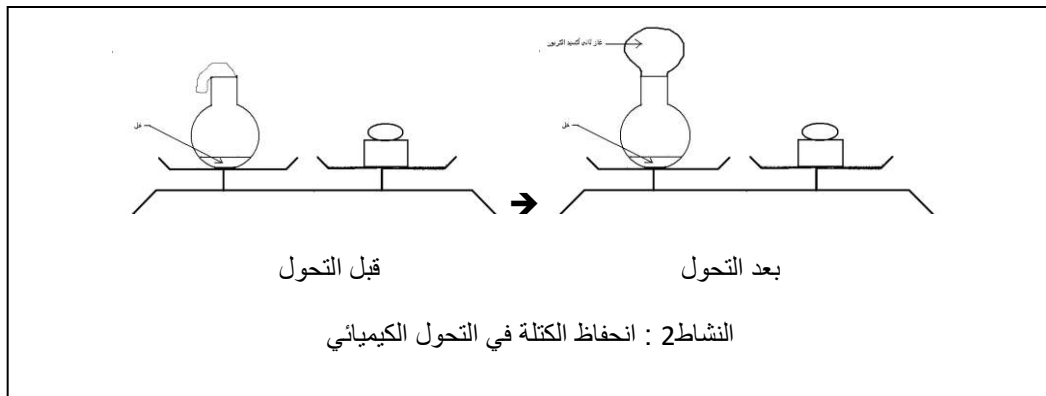 غاز ثاني أكسيد الكربون
خل
خل
قبل التحول
بعد التحول
النشاط2 : انحفاظ الكتلة في التحول الكيميائي